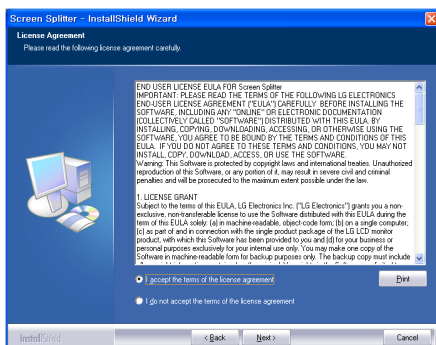 Screen Splitter - InstallShield Wizard
License Agreement
Please read the following license agreement carefully.
END USER LICENSE EULA FOR Screen Splitter
IMPORTANT: PLEASE READ THE TERMS OF THE FOLLOWING LG ELECTRONICS
END-USER LICENSE AGREEMENT ("EULA") CAREFULLY BEFORE INSTALLING THE
SOFTWARE, INCLUDING ANY "ONLINE" OR ELECTRONIC DOCUMENTATION
(COLLECTIVELY CALLED "SOFTWARE") DISTRIBUTED WITH THIS EULA. BY
INSTALLING, COPYING, DOWNLOADING, ACCESSING, OR OTHERWISE USING THE
SOFTWARE, YOU AGREE TO BE BOUND BY THE TERMS AND CONDITIONS OF THIS
EULA. IF YOU DO NOT AGREE TO THESE TERMS AND CONDITIONS, YOU MAY NOT
INSTALL, COPY, DOWNLOAD, ACCESS, OR USE THE SOFTWARE.
Warning: This Software is protected by copyright laws and international treaties. Unauthorized
reproduction of this Software, or any portion of it, may result in severe civil and criminal
penalties and will be prosecuted to the maximum extent possible under the law.
1. LICENSE GRANT
Subject to the terms of this EULA, LG Electronics Inc. ("LG Electronics") grants you a non-
exclusive, non-transferable license to use the Software distributed with this EULA during the
term of this EULA solely: (a) in machine-readable, object-code form; (b) on a single computer;
(c) as part of and in connection with the single product package of the LG LCD monitor
product, with which this Software has been provided to you and (d) for your business or
personal purposes exclusively for your internal use only. You may make one copy of the
Software in machine-readable form for backup purposes only. The backup copy must include
I accept the terms of the license agreement
Print
I do not accept the terms of the license agreement
InstallShield
< Back
Next >
Cancel